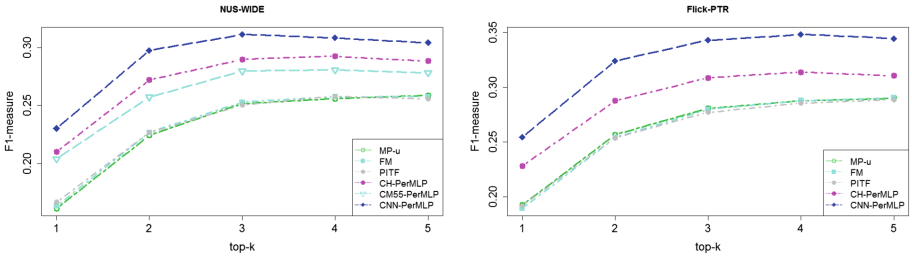 NUS-WIDE
F1-measure
0.30
0.25
0.20
1 2 3 4 5
top-k
MP-u
FM
PITF
CH-PerMLP
CM55-PerMLP
CNN-PerMLP
Flick-PTR
F1-measure
0.35
0.30
0.25
0.20
1 2 3 4 5
top-k
MP-u
FM
PITF
CH-PerMLP
CNN-PerMLP